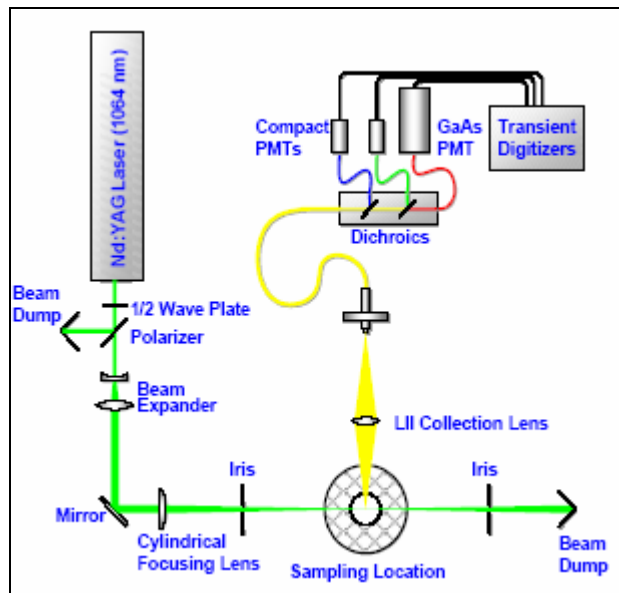 Nd:YAG Laser (1064 nm)
Compact
PMTs
GaAs
PMT
Transient
Digitizers
Dichroics
Beam
Dump
1/2 Wave Plate
Polarizer
Beam
Expander
LII Collection Lens
Iris
Iris
Mirror
Cylindrical
Focusing Lens
Sampling Location
Beam
Dump